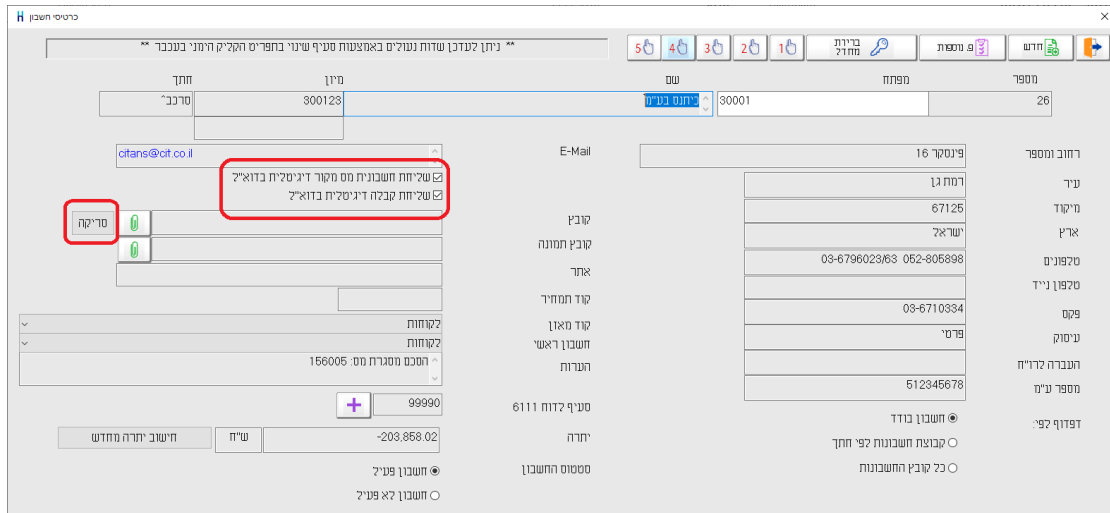 כרטיסי חשבון
חדש
פ. נוספות
ברירת מחדל
1
2
3
4
5
** ניתן לעדכן שדות נעולים באמצעות סעיף שינוי בתפריט הקליק הימני בעכבר **
מספר מפתח שם מיון חתך
26 30001 כיתנס בע"מ 300123 סרכב^
רחוב ומספר פינסקר 16
עיר רמת גן
מיקוד 67125
ארץ ישראל
טלפונים 03-6796023/63 052-805898
טלפון נייד
פקס 03-6710334
עיסוק פרטי
העברה לרו"ח
מספר ע"מ 512345678
דפדוף לפי: חשבון בודד
קבוצת חשבונות לפי חתך
כל קובץ החשבונות
E-Mail citans@cit.co.il
שליחת חשבונית מס מקור דיגיטלית בדוא"ל
שליחת קבלה דיגיטלית בדוא"ל
קובץ סריקה
קובץ תמונה
אתר
קוד תמחיר
קוד מאזן לקוחות
חשבון ראשי לקוחות
הערות הסכם מסגרת מס: 156005
סעיף לדוח 6111 99990
יתרה -203,858.02 ש"ח חישוב יתרה מחדש
סטטוס החשבון חשבון פעיל
חשבון לא פעיל